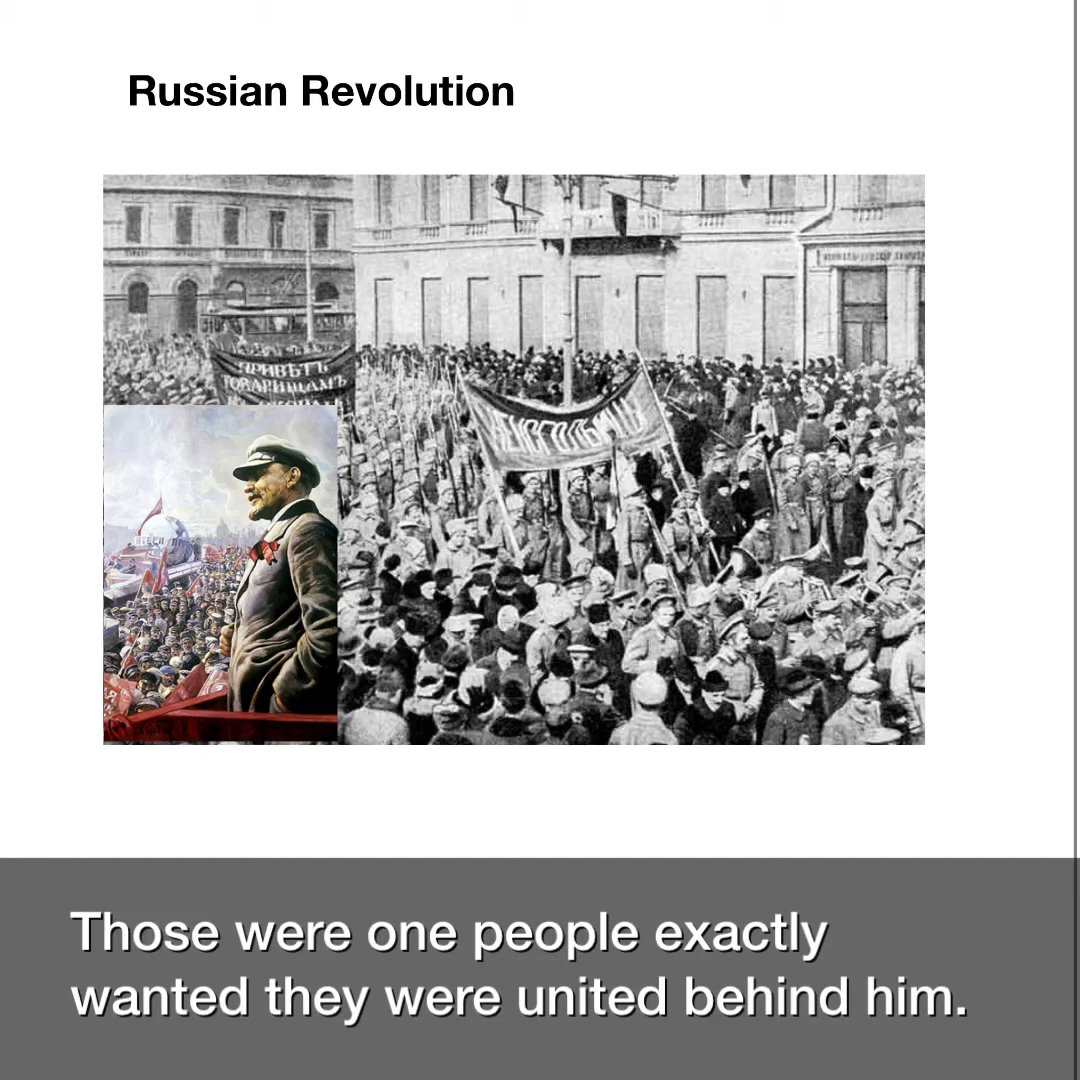 Russian Revolution
ПРИВѢТЪ
ТОВАРИЩАМЪ
Those were one people exactly
wanted they were united behind him.